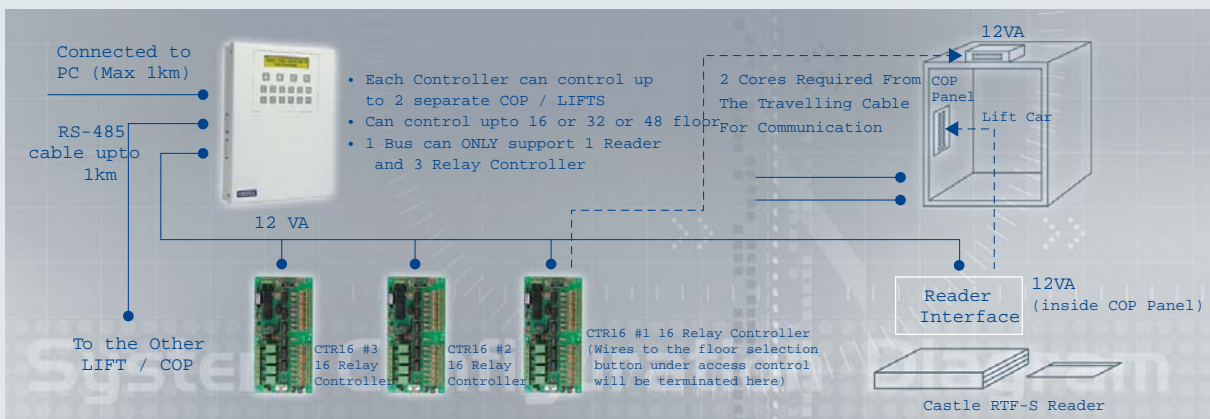 Connected to
PC (Max 1km)
RS-485
cable upto
1km
• Each Controller can control up
to 2 separate COP / LIFTS
• Can control upto 16 or 32 or 48 floor
• 1 Bus can ONLY support 1 Reader
and 3 Relay Controller
12VA
2 Cores Required From
The Travelling Cable
For Communication
COP
Panel
Lift Car
12 VA
To the Other
LIFT / COP
CTR16 #3
16 Relay
Controller
CTR16 #2
16 Relay
Controller
CTR16 #1 16 Relay Controller
(Wires to the floor selection
button under access control
will be terminated here)
Reader
Interface
12VA
(inside COP Panel)
Castle RTF-S Reader
System Configuration Diagram